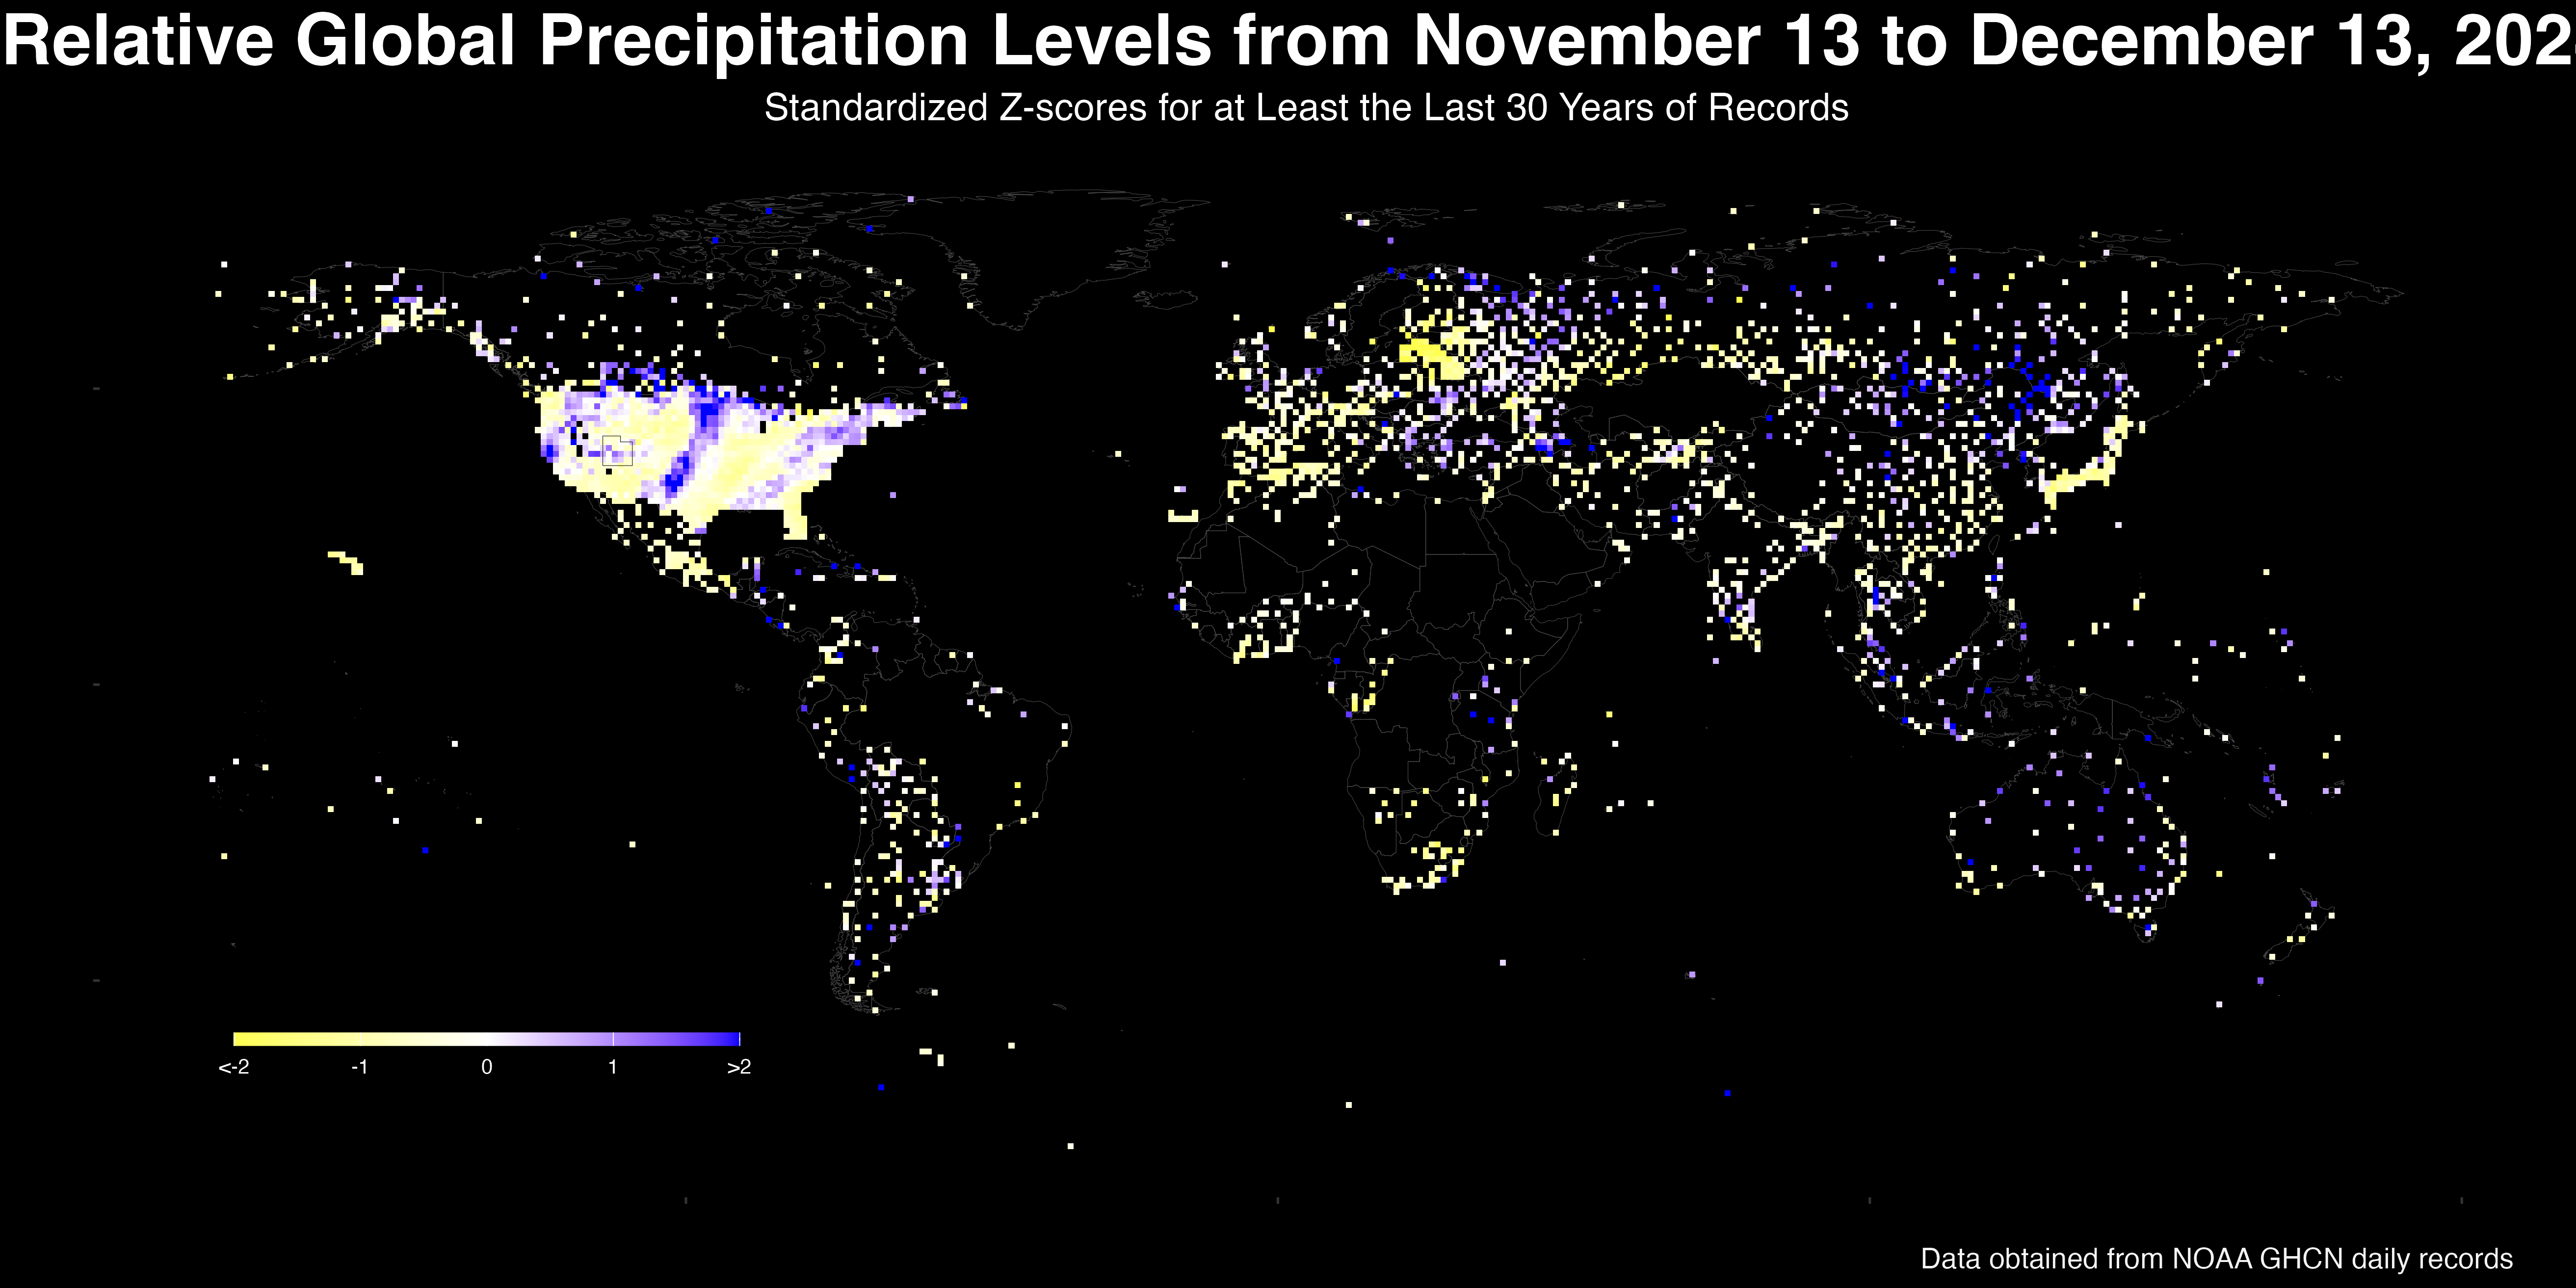 Relative Global Precipitation Levels from November 13 to December 13, 202
Standardized Z-scores for at Least the Last 30 Years of Records
<-2 -1 0 1 >2
Data obtained from NOAA GHCN daily records